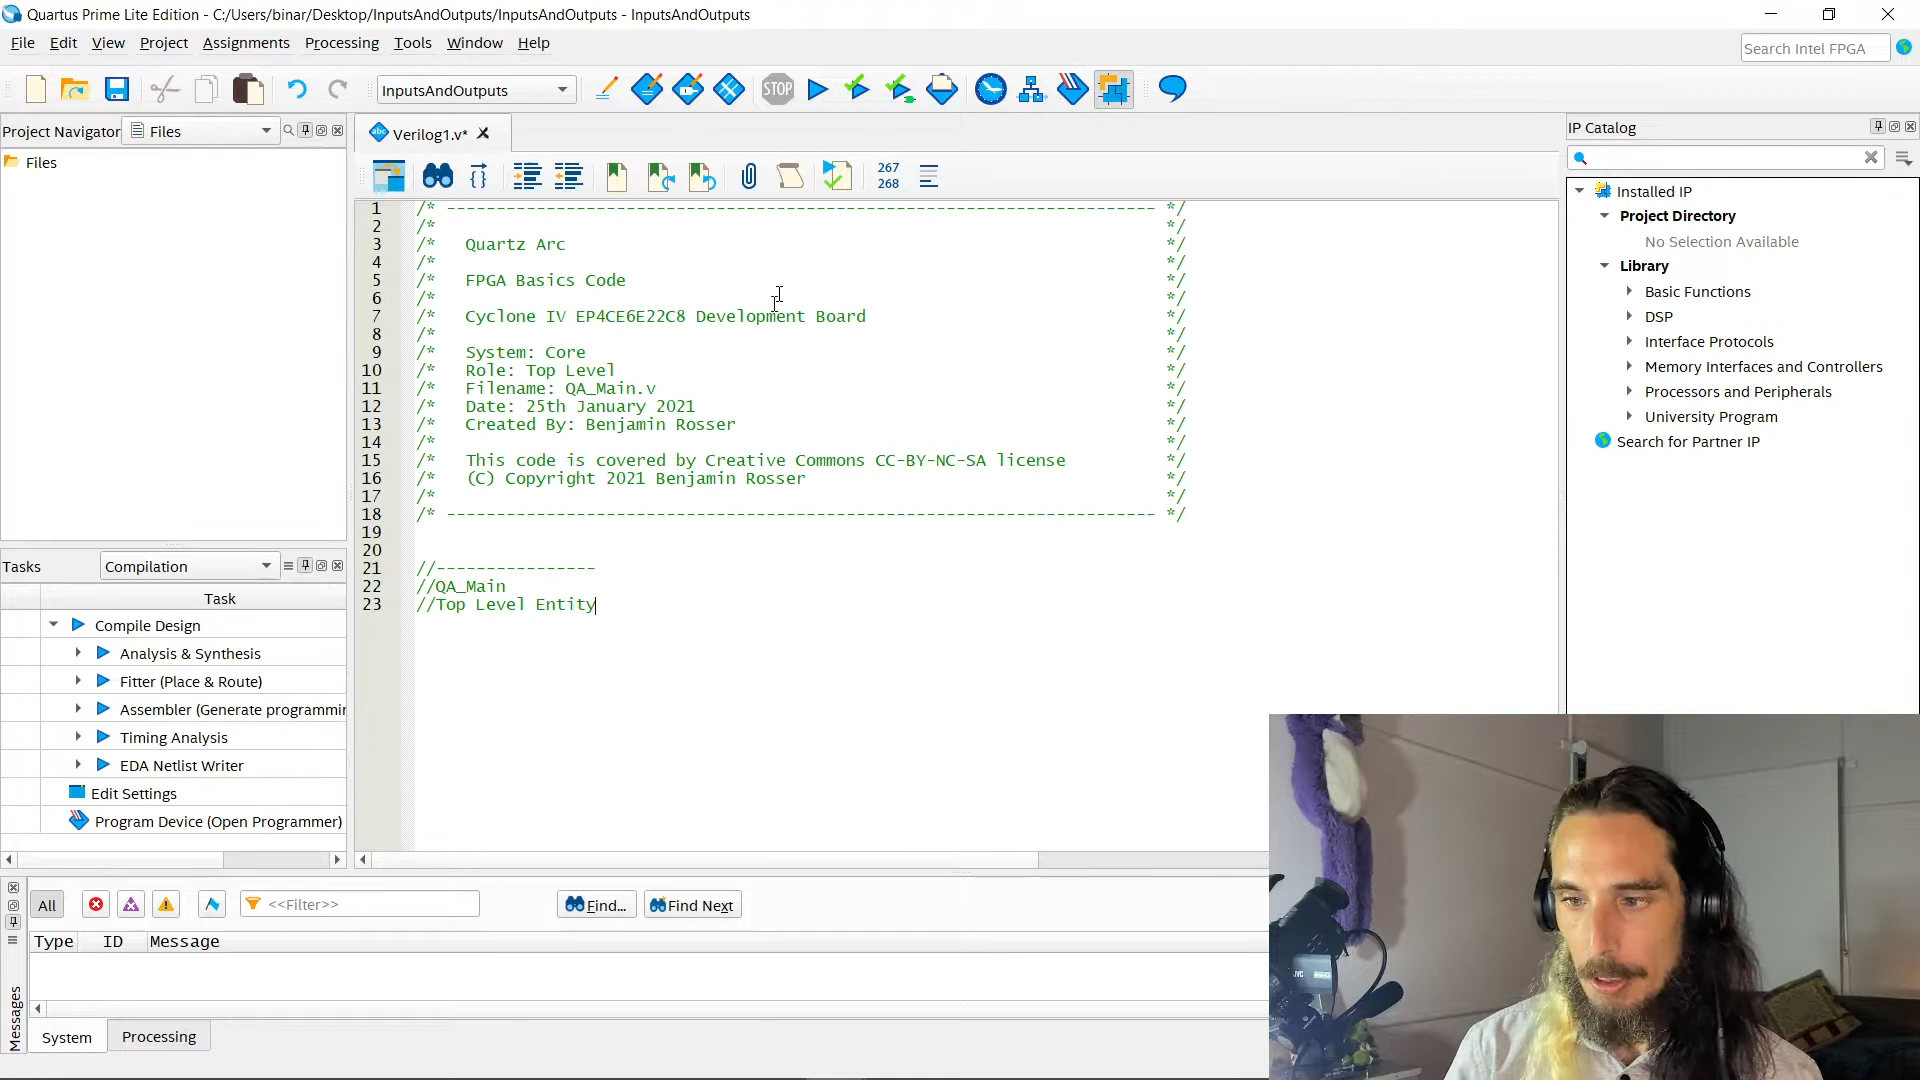 Quartus Prime Lite Edition - C:/Users/binar/Desktop/InputsAndOutputs/InputsAndOutputs - InputsAndOutputs
File Edit View Project Assignments Processing Tools Window Help
Search Intel FPGA
STOP
InputsAndOutputs
Project Navigator Files
abc Verilog1.v*
IP Catalog
Files
267
268
Installed IP
Project Directory
No Selection Available
Library
Basic Functions
DSP
Interface Protocols
Memory Interfaces and Controllers
Processors and Peripherals
University Program
Search for Partner IP
1 /* ----------------------------------------------------------------------- */
2 /* */
3 /* Quartz Arc */
4 /* */
5 /* FPGA Basics Code */
6 /* */
7 /* Cyclone IV EP4CE6E22C8 Development Board */
8 /* */
9 /* System: Core */
10 /* Role: Top Level */
11 /* Filename: QA_Main.v */
12 /* Date: 25th January 2021 */
13 /* Created By: Benjamin Rosser */
14 /* */
15 /* This code is covered by Creative Commons CC-BY-NC-SA license */
16 /* (C) Copyright 2021 Benjamin Rosser */
17 /* */
18 /* ----------------------------------------------------------------------- */
19
20
21 //----------------
22 //QA_Main
23 //Top Level Entity
Tasks Compilation
Task
Compile Design
Analysis & Synthesis
Fitter (Place & Route)
Assembler (Generate programmin
Timing Analysis
EDA Netlist Writer
Edit Settings
Program Device (Open Programmer)
All <<Filter>> Find... Find Next
Type ID Message
Messages
System Processing
JVC